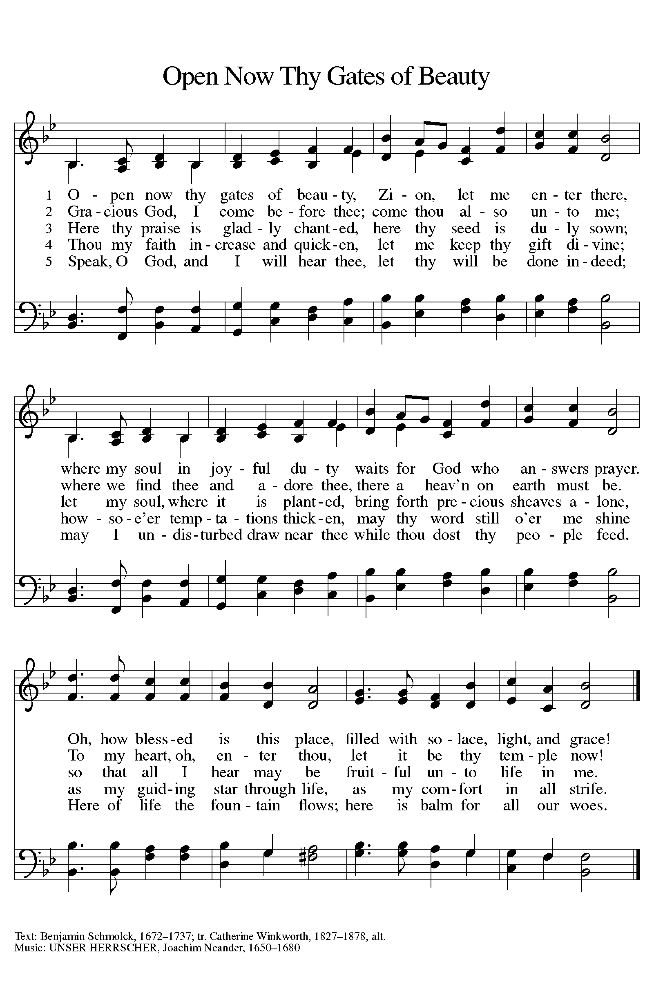 Open Now Thy Gates of Beauty
1 O - pen now thy gates of beau - ty, Zi - on, let me en - ter there,
2 Gra - cious God, I come be - fore thee; come thou al - so un - to me;
3 Here thy praise is glad - ly chant - ed, here thy seed is du - ly sown;
4 Thou my faith in - crease and quick - en, let me keep thy gift di - vine;
5 Speak, O God, and I will hear thee, let thy will be done in - deed;
where my soul in joy - ful du - ty waits for God who an - swers prayer.
where we find thee and a - dore thee, there a heav'n on earth must be.
let my soul, where it is plant - ed, bring forth pre - cious sheaves a - lone,
how - so - e'er temp - ta - tions thick - en, may thy word still o'er me shine
may I un - dis - turbed draw near thee while thou dost thy peo - ple feed.
Oh, how bless - ed is this place, filled with so - lace, light, and grace!
To my heart, oh, en - ter thou, let it be thy tem - ple now!
so that all I hear may be fruit - ful un - to life in me.
as my guid - ing star through life, as my com - fort in all strife.
Here of life the foun - tain flows; here is balm for all our woes.
Text: Benjamin Schmolck, 1672–1737; tr. Catherine Winkworth, 1827–1878, alt.
Music: UNSER HERRSCHER, Joachim Neander, 1650–1680